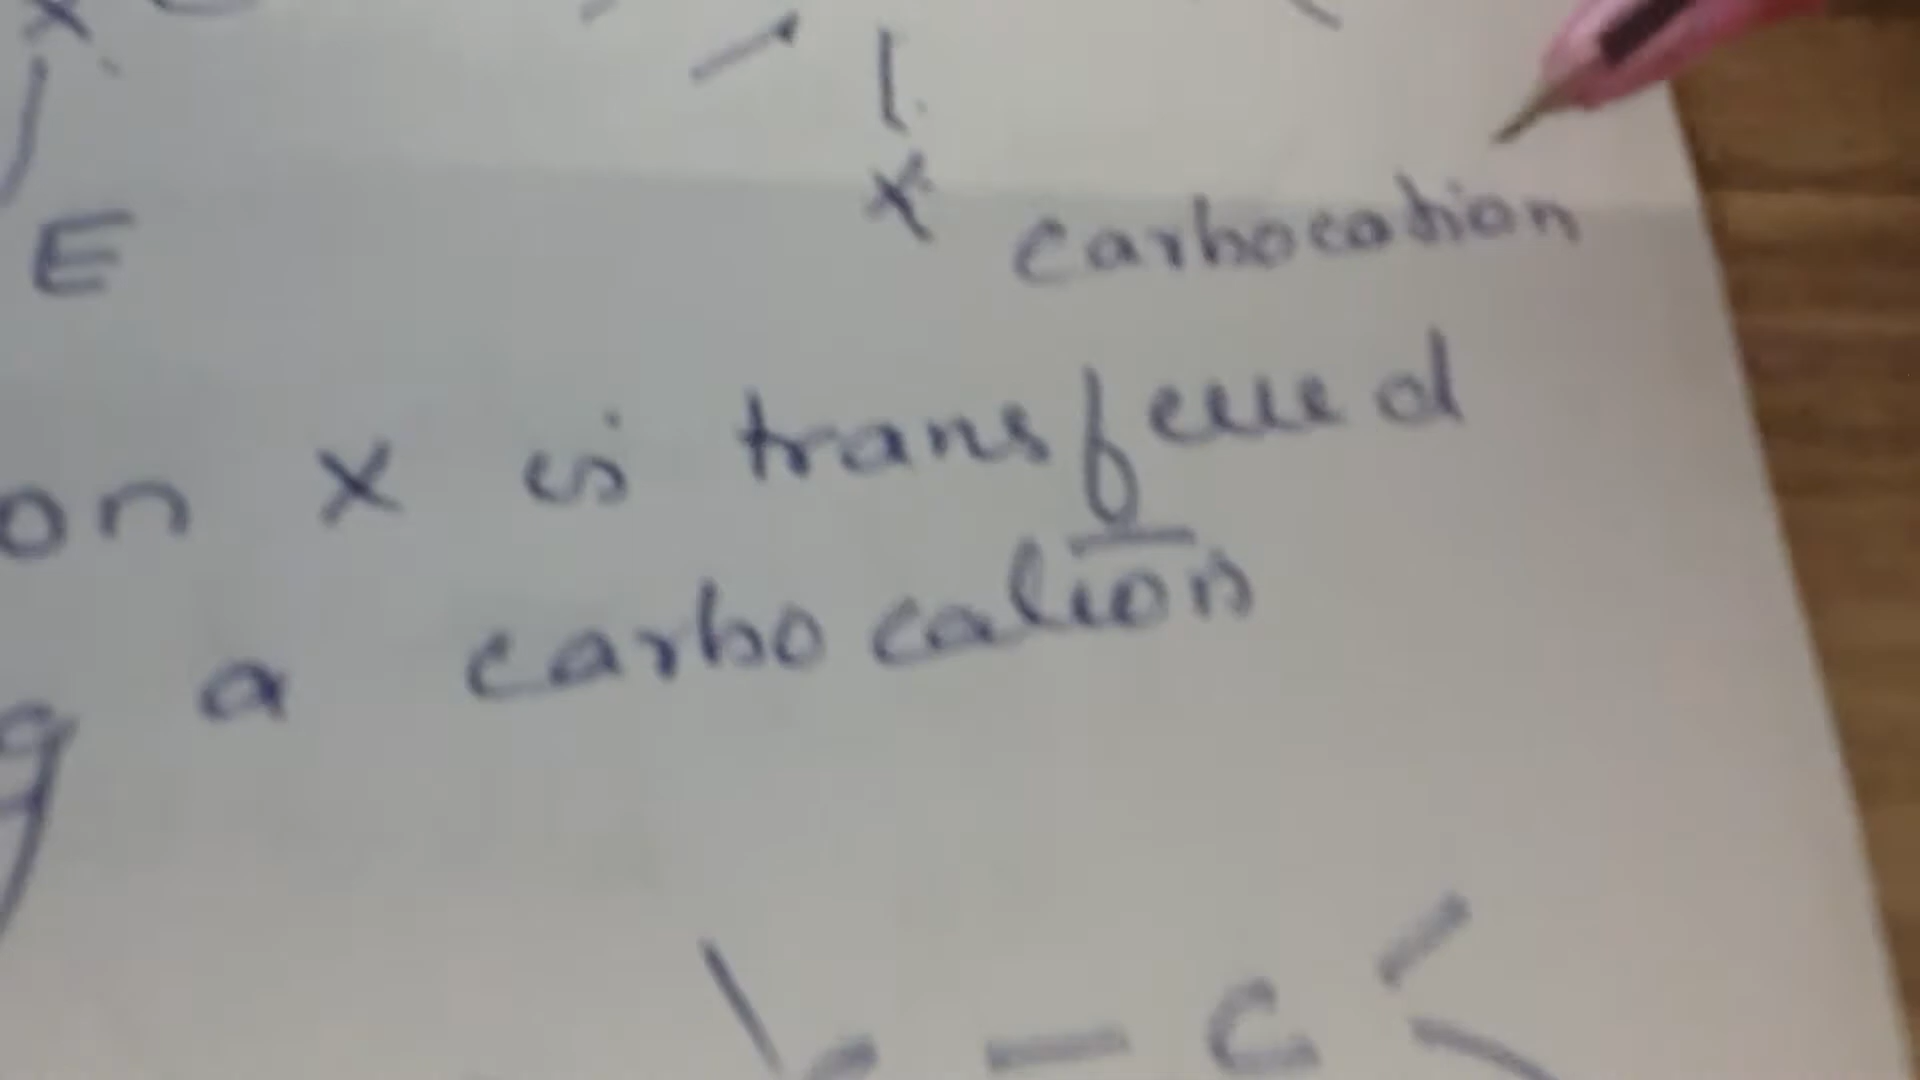 x
x
E
carbocation
on x is transferred
g a carbocation
C